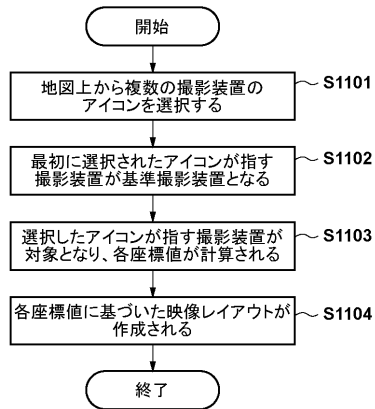 開始
地図上から複数の撮影装置の
アイコンを選択する
S1101
最初に選択されたアイコンが指す
撮影装置が基準撮影装置となる
S1102
選択したアイコンが指す撮影装置が
対象となり、各座標値が計算される
S1103
各座標値に基づいた映像レイアウトが
作成される
S1104
終了